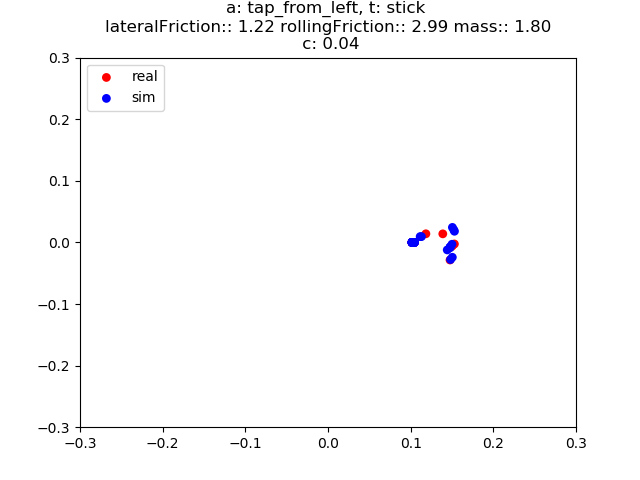 a: tap_from_left, t: stick
lateralFriction:: 1.22 rollingFriction:: 2.99 mass:: 1.80
c: 0.04
real
sim
0.3
0.2
0.1
0.0
−0.1
−0.2
−0.3
−0.3 −0.2 −0.1 0.0 0.1 0.2 0.3